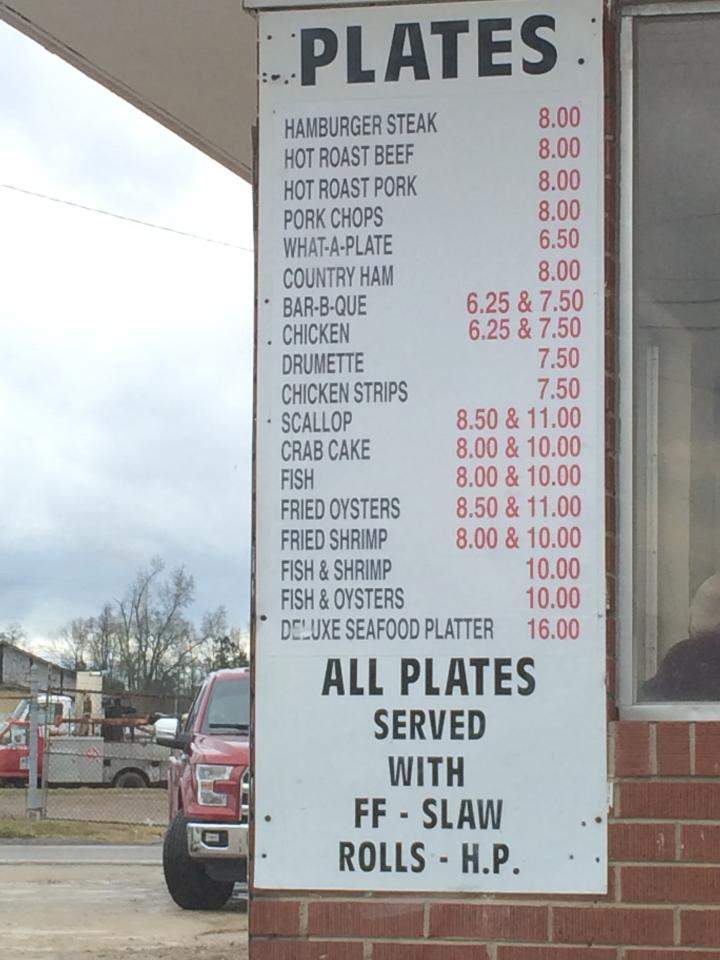 PLATES
HAMBURGER STEAK 8.00
HOT ROAST BEEF 8.00
HOT ROAST PORK 8.00
PORK CHOPS 8.00
WHAT-A-PLATE 6.50
COUNTRY HAM 8.00
BAR-B-QUE 6.25 & 7.50
CHICKEN 6.25 & 7.50
DRUMETTE 7.50
CHICKEN STRIPS 7.50
SCALLOP 8.50 & 11.00
CRAB CAKE 8.00 & 10.00
FISH 8.00 & 10.00
FRIED OYSTERS 8.50 & 11.00
FRIED SHRIMP 8.00 & 10.00
FISH & SHRIMP 10.00
FISH & OYSTERS 10.00
DELUXE SEAFOOD PLATTER 16.00
ALL PLATES
SERVED
WITH
FF - SLAW
ROLLS - H.P.